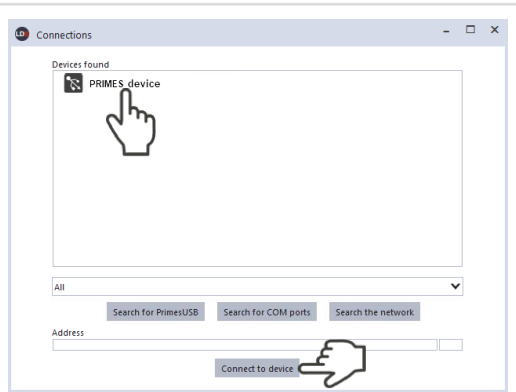 LDS Connections
Devices found
PRIMES device
All
Search for PrimesUSB Search for COM ports Search the network
Address
Connect to device